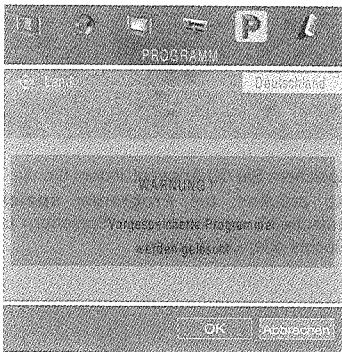 P
PROGRAMM
Land Deutschland
WARNUNG !
Vorgespeicherte Programme
werden gelöscht
OK Abbrechen